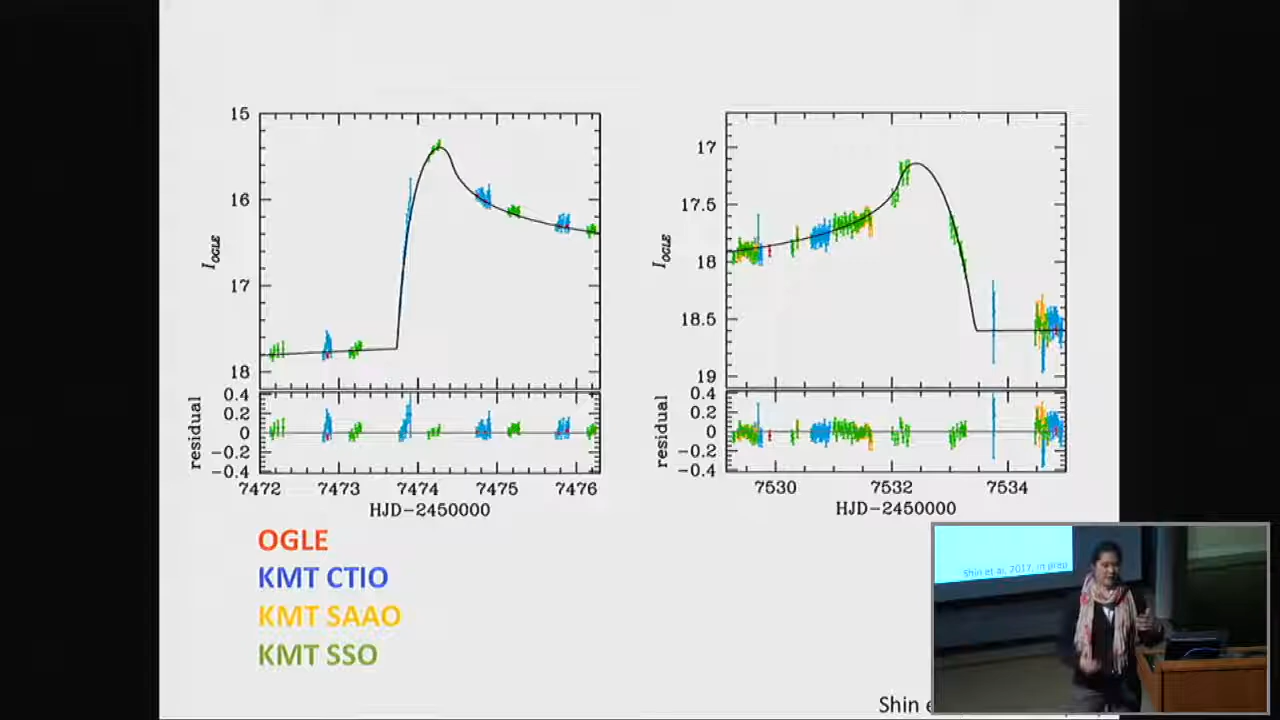 15
16
17
18
I_OGLE
0.4
0.2
0
−0.2
−0.4
residual
7472 7473 7474 7475 7476
HJD−2450000
17
17.5
18
18.5
19
I_OGLE
0.4
0.2
0
−0.2
−0.4
residual
7530 7532 7534
HJD−2450000
OGLE
KMT CTIO
KMT SAAO
KMT SSO
Shin
Shin et al. 2017, in prep